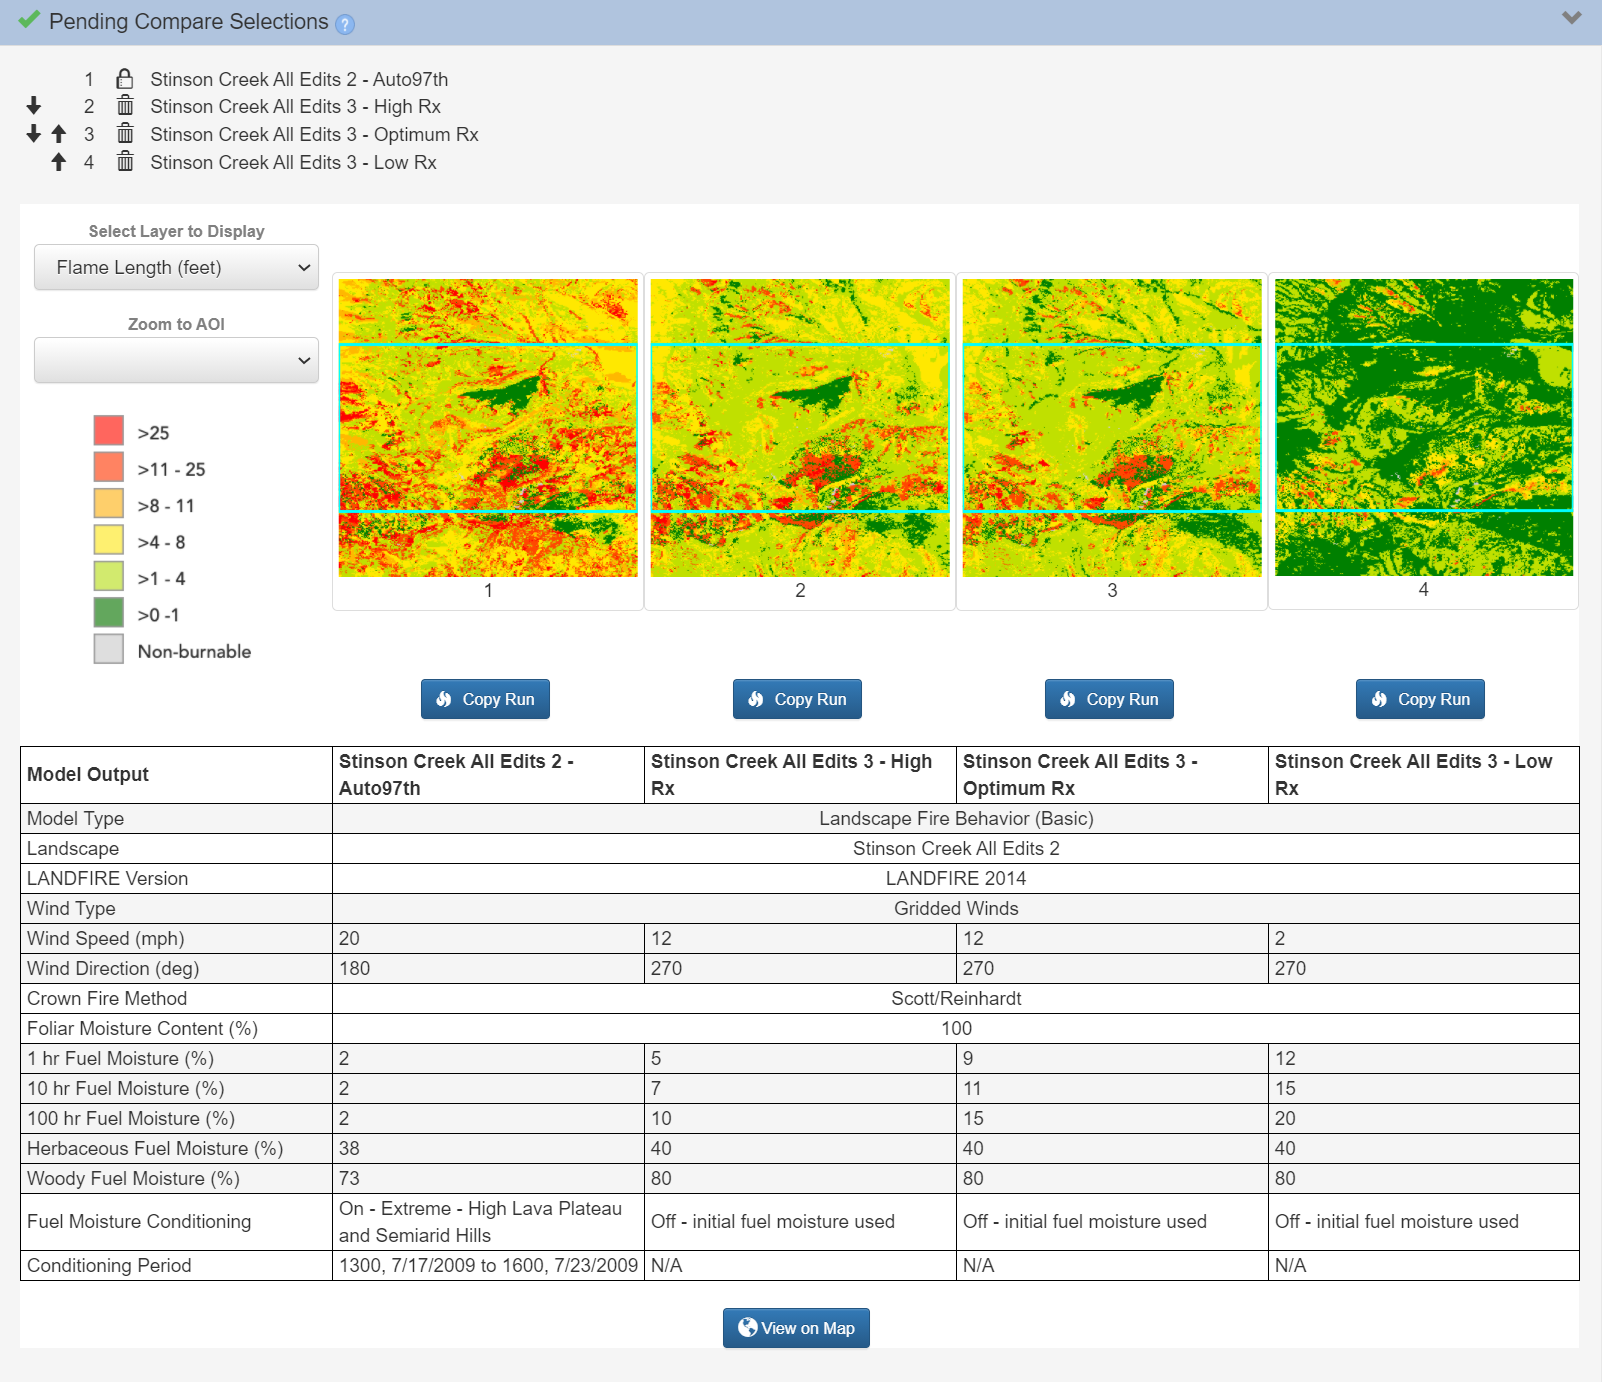 Pending Compare Selections ?
1 Stinson Creek All Edits 2 - Auto97th
2 Stinson Creek All Edits 3 - High Rx
3 Stinson Creek All Edits 3 - Optimum Rx
4 Stinson Creek All Edits 3 - Low Rx
Select Layer to Display
Flame Length (feet)
Zoom to AOI
>25
>11 - 25
>8 - 11
>4 - 8
>1 - 4
>0 -1
Non-burnable
1 2 3 4
Copy Run Copy Run Copy Run Copy Run
Model Output
Stinson Creek All Edits 2 -
Auto97th
Stinson Creek All Edits 3 - High
Rx
Stinson Creek All Edits 3 -
Optimum Rx
Stinson Creek All Edits 3 - Low
Rx
Model Type Landscape Fire Behavior (Basic)
Landscape Stinson Creek All Edits 2
LANDFIRE Version LANDFIRE 2014
Wind Type Gridded Winds
Wind Speed (mph) 20 12 12 2
Wind Direction (deg) 180 270 270 270
Crown Fire Method Scott/Reinhardt
Foliar Moisture Content (%) 100
1 hr Fuel Moisture (%) 2 5 9 12
10 hr Fuel Moisture (%) 2 7 11 15
100 hr Fuel Moisture (%) 2 10 15 20
Herbaceous Fuel Moisture (%) 38 40 40 40
Woody Fuel Moisture (%) 73 80 80 80
Fuel Moisture Conditioning
On - Extreme - High Lava Plateau
and Semiarid Hills
Off - initial fuel moisture used
Off - initial fuel moisture used
Off - initial fuel moisture used
Conditioning Period 1300, 7/17/2009 to 1600, 7/23/2009 N/A N/A N/A
View on Map